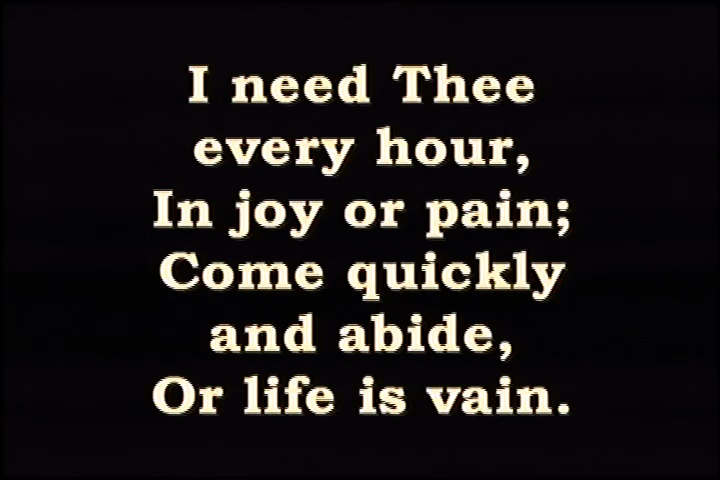 I need Thee
every hour,
In joy or pain;
Come quickly
and abide,
Or life is vain.